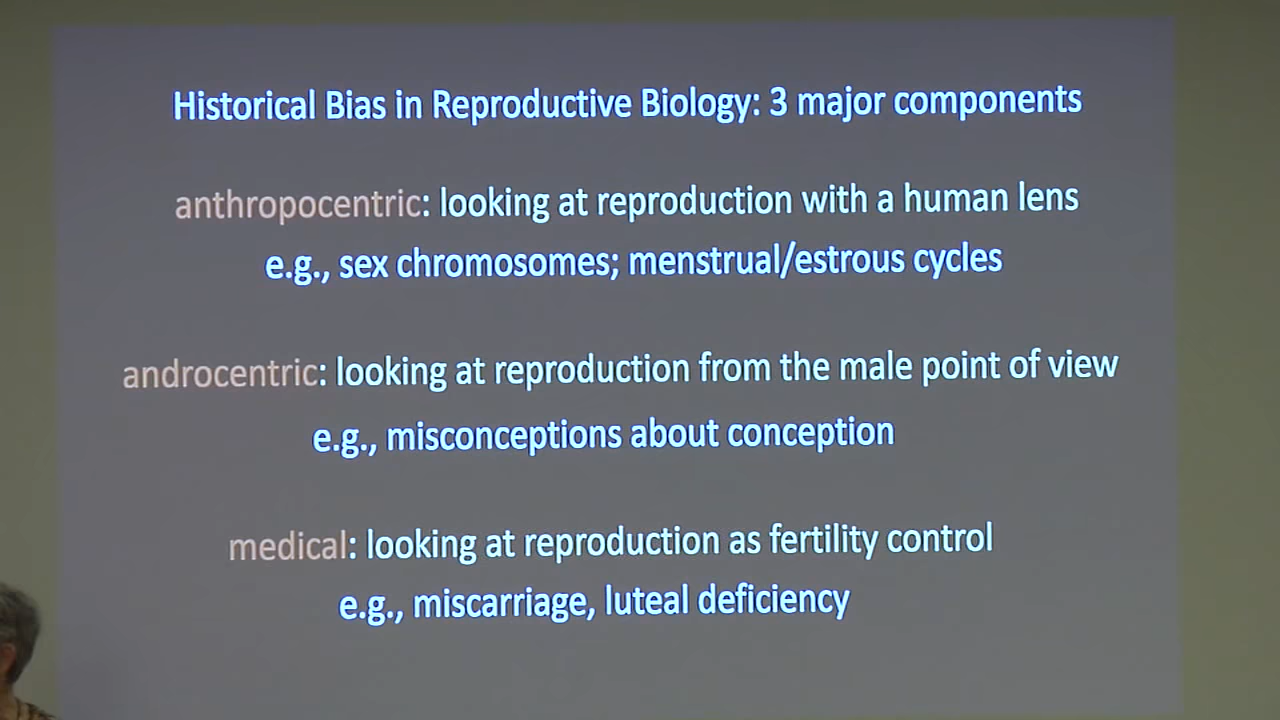 Historical Bias in Reproductive Biology: 3 major components
anthropocentric: looking at reproduction with a human lens
e.g., sex chromosomes; menstrual/estrous cycles
androcentric: looking at reproduction from the male point of view
e.g., misconceptions about conception
medical: looking at reproduction as fertility control
e.g., miscarriage, luteal deficiency